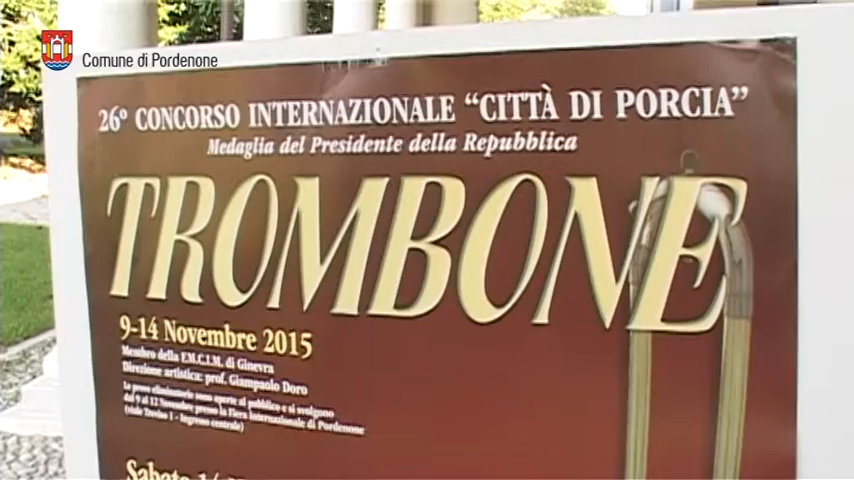 Comune di Pordenone
26º CONCORSO INTERNAZIONALE “CITTÀ DI PORCIA”
Medaglia del Presidente della Repubblica
TROMBONE
9-14 Novembre 2015
Membro della F.M.C.I.M. di Ginevra
Direzione artistica: prof. Giampaolo Doro
Le prove eliminatorie sono aperte al pubblico e si svolgono
dal 9 al 12 Novembre presso la Fiera Internazionale di Pordenone
(viale Treviso 1 - Ingresso centrale)
Sabato